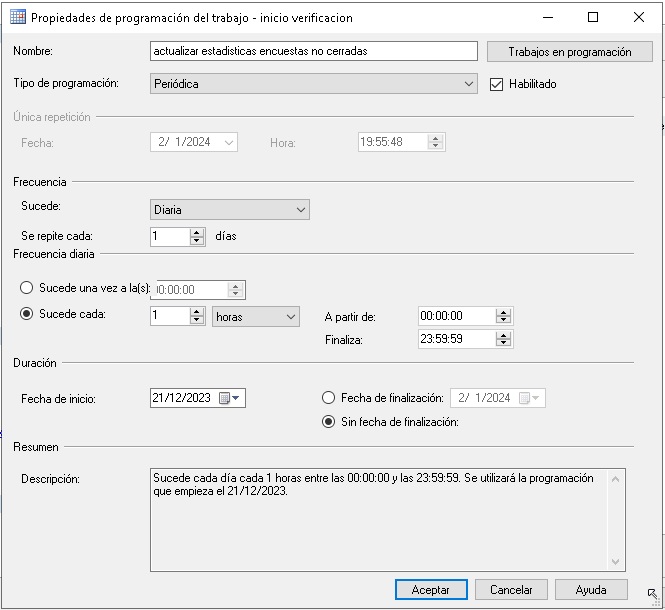 Propiedades de programación del trabajo - inicio verificacion
Nombre: actualizar estadisticas encuestas no cerradas Trabajos en programación
Tipo de programación: Periódica Habilitado
Única repetición
Fecha: 2/ 1/2024 Hora: 19:55:48
Frecuencia
Sucede: Diaria
Se repite cada: 1 días
Frecuencia diaria
Sucede una vez a la(s): 00:00:00
Sucede cada: 1 horas A partir de: 00:00:00
Finaliza: 23:59:59
Duración
Fecha de inicio: 21/12/2023 Fecha de finalización: 2/ 1/2024
Sin fecha de finalización:
Resumen
Descripción: Sucede cada día cada 1 horas entre las 00:00:00 y las 23:59:59. Se utilizará la programación
que empieza el 21/12/2023.
Aceptar Cancelar Ayuda